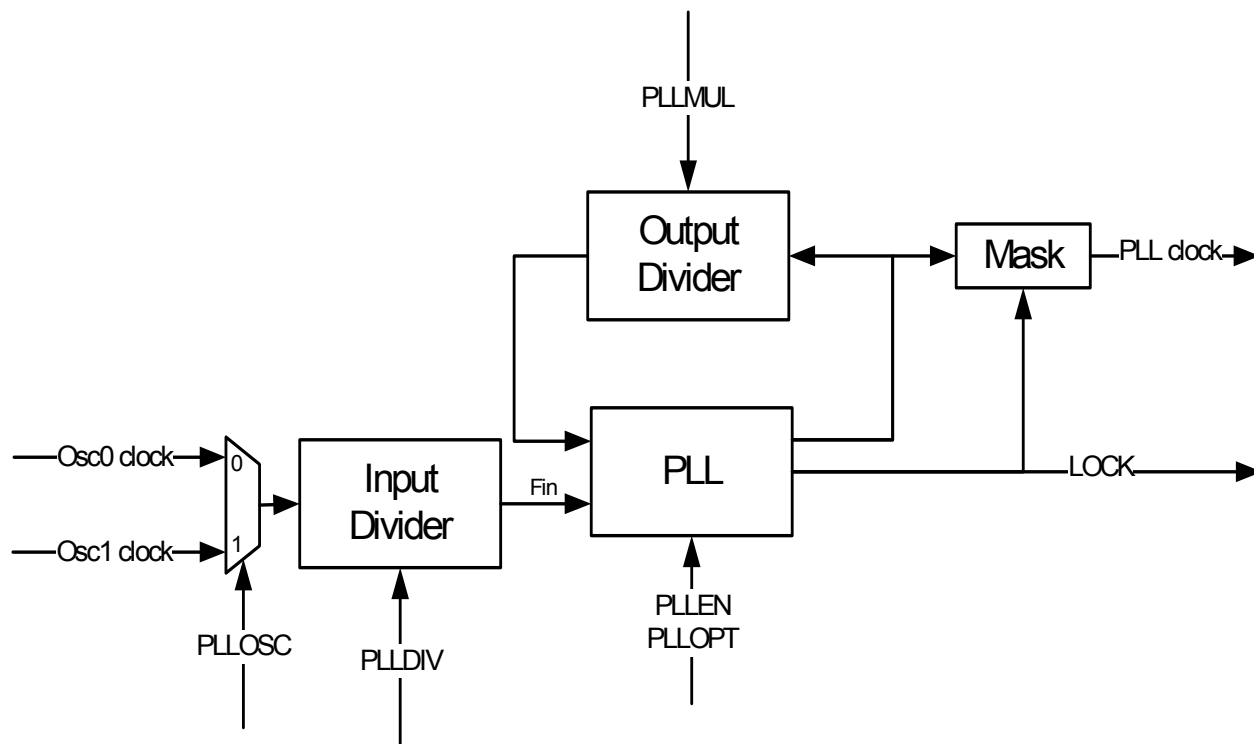 PLLMUL
Output
Divider
Mask
PLL clock
Osc0 clock
0
Input
Divider
Fin
PLL
LOCK
Osc1 clock
1
PLLOSC
PLLDIV
PLLEN
PLLOPT